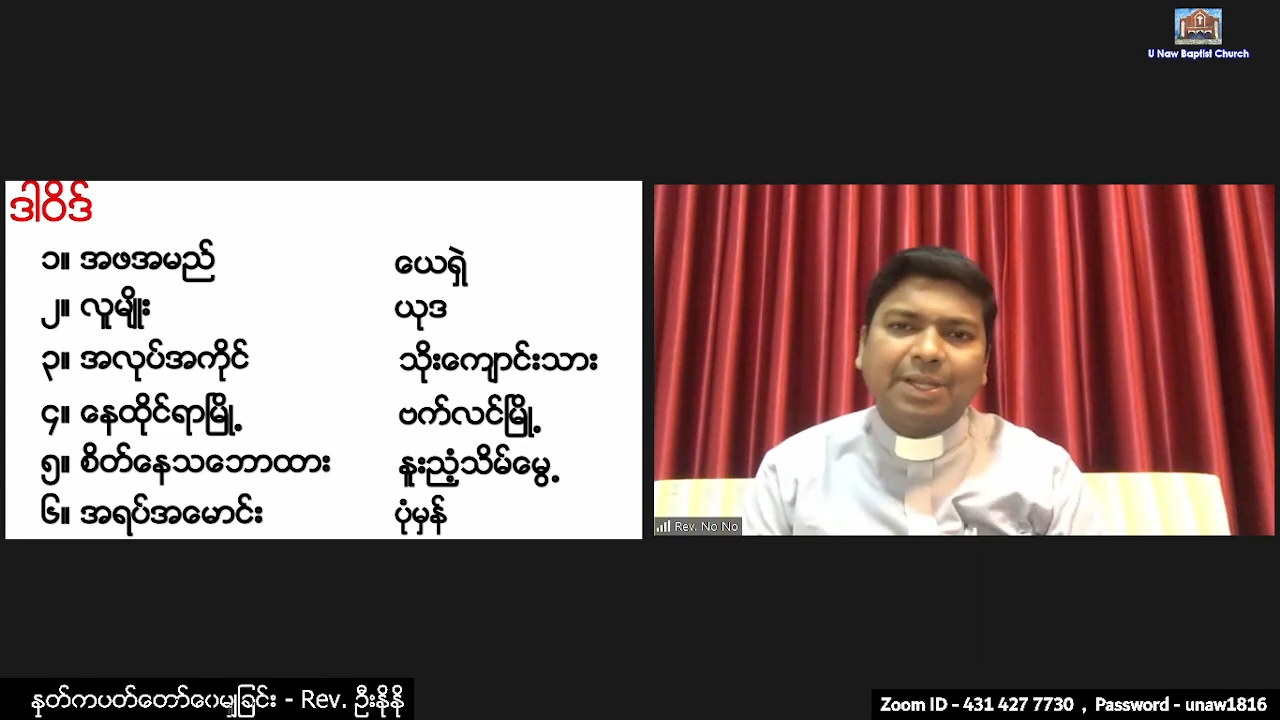 U Naw Baptist Church
ဒါဝိဒ်
၁။ အဖအမည် ယေရှဲ
၂။ လူမျိုး ယုဒ
၃။ အလုပ်အကိုင် သိုးကျောင်းသား
၄။ နေထိုင်ရာမြို့ ဗက်လင်မြို့
၅။ စိတ်နေသဘောထား နူးညံ့သိမ်မွေ့
၆။ အရပ်အမောင်း ပုံမှန်
Rev. No No
နှုတ်ကပတ်တော်ဝေမျှခြင်း - Rev. ဦးနိုနို
Zoom ID - 431 427 7730 , Password - unaw1816